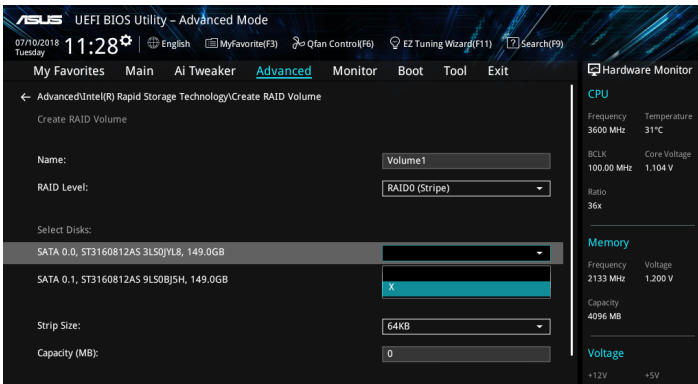 ASUS UEFI BIOS Utility – Advanced Mode
07/10/2018 Tuesday 11:28 English MyFavorite(F3) Qfan Control(F6) EZ Tuning Wizard(F11) Search(F9)
My Favorites Main Ai Tweaker Advanced Monitor Boot Tool Exit
Hardware Monitor
← Advanced\Intel(R) Rapid Storage Technology\Create RAID Volume
Create RAID Volume
Name: Volume1
RAID Level: RAID0 (Stripe)
Select Disks:
SATA 0.0, ST3160812AS 3LS0JYL8, 149.0GB
SATA 0.1, ST3160812AS 9LS0BJ5H, 149.0GB
X
Strip Size: 64KB
Capacity (MB): 0
CPU
Frequency Temperature
3600 MHz 31°C
BCLK Core Voltage
100.00 MHz 1.104 V
Ratio
36x
Memory
Frequency Voltage
2133 MHz 1.200 V
Capacity
4096 MB
Voltage
+12V +5V